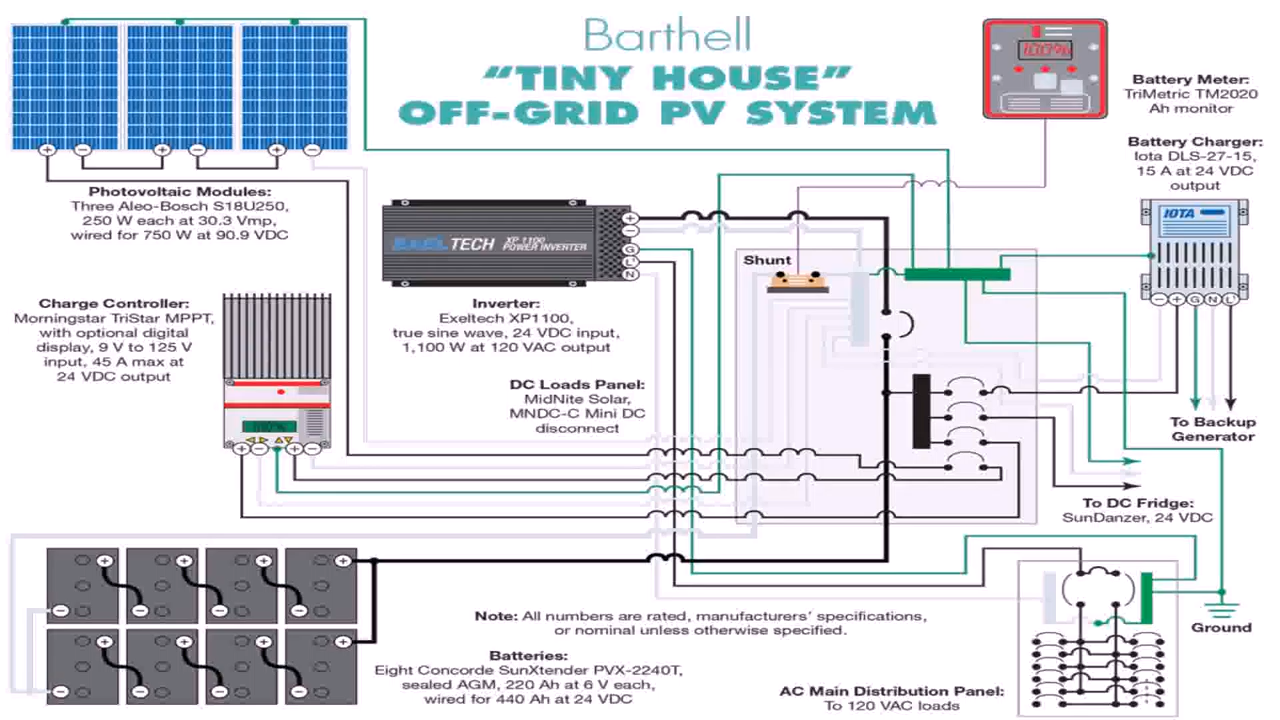 Barthell
"TINY HOUSE"
OFF-GRID PV SYSTEM
100%
Battery Meter:
TriMetric TM2020
Ah monitor
Battery Charger:
Iota DLS-27-15,
15 A at 24 VDC
output
IOTA
Photovoltaic Modules:
Three Aleo-Bosch S18U250,
250 W each at 30.3 Vmp,
wired for 750 W at 90.9 VDC
EXELTECH XP 1100
POWER INVERTER
G
L
N
Shunt
Charge Controller:
Morningstar TriStar MPPT,
with optional digital
display, 9 V to 125 V
input, 45 A max at
24 VDC output
Inverter:
Exeltech XP1100,
true sine wave, 24 VDC input,
1,100 W at 120 VAC output
G N L
DC Loads Panel:
MidNite Solar,
MNDC-C Mini DC
disconnect
To Backup
Generator
To DC Fridge:
SunDanzer, 24 VDC
Note: All numbers are rated, manufacturers' specifications,
or nominal unless otherwise specified.
Ground
Batteries:
Eight Concorde SunXtender PVX-2240T,
sealed AGM, 220 Ah at 6 V each,
wired for 440 Ah at 24 VDC
AC Main Distribution Panel:
To 120 VAC loads